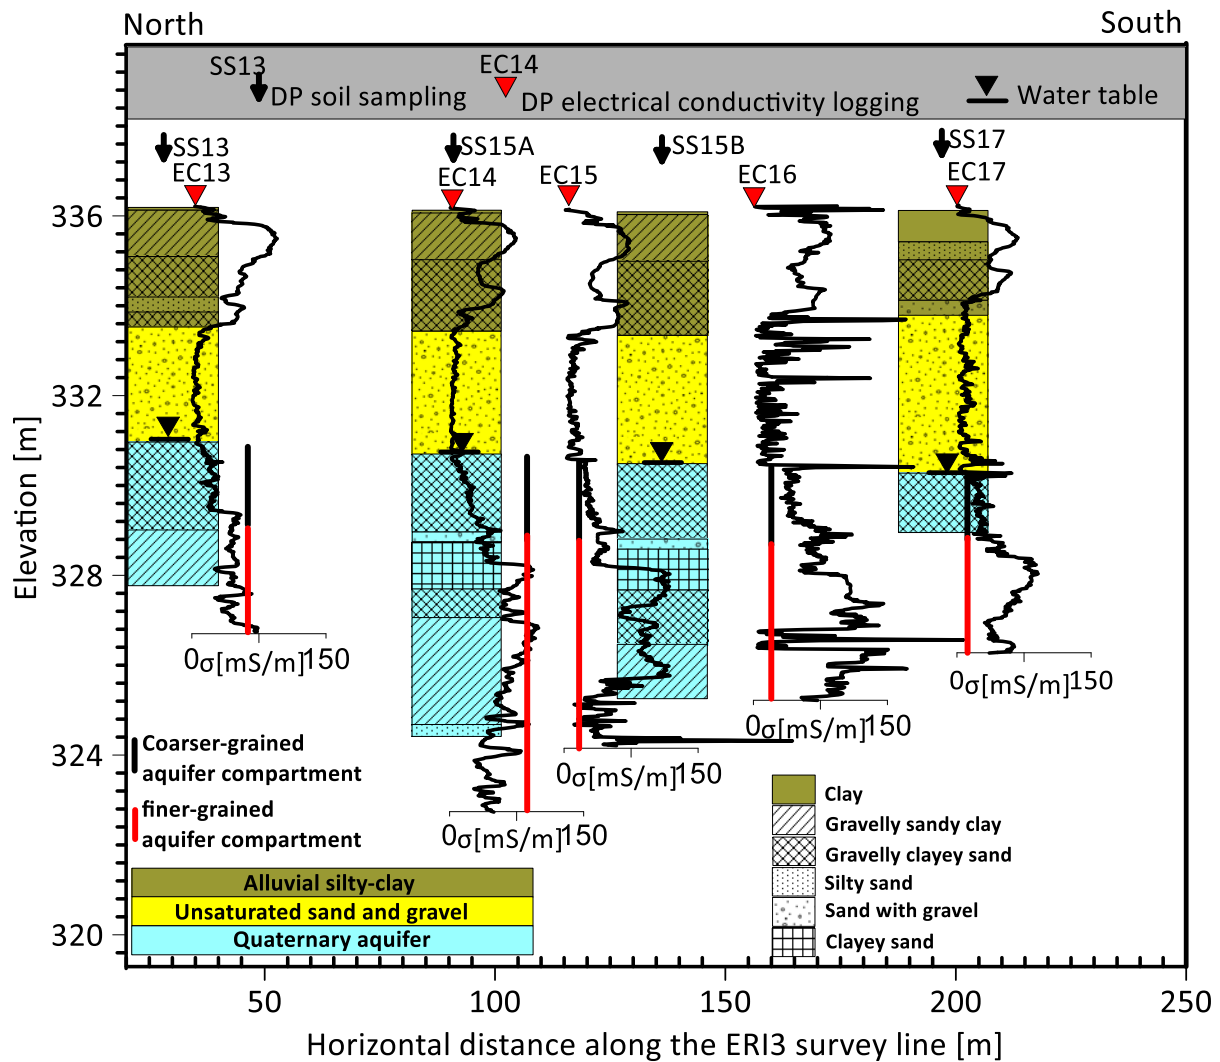 North
South
SS13
EC14
DP soil sampling
DP electrical conductivity logging
Water table
SS13
EC13
SS15A
EC14
EC15
SS15B
EC16
SS17
EC17
336
332
328
324
320
Elevation [m]
0σ[mS/m]150
0σ[mS/m]150
0σ[mS/m]150
0σ[mS/m]150
0σ[mS/m]150
Coarser-grained
aquifer compartment
finer-grained
aquifer compartment
Alluvial silty-clay
Unsaturated sand and gravel
Quaternary aquifer
Clay
Gravelly sandy clay
Gravelly clayey sand
Silty sand
Sand with gravel
Clayey sand
50
100
150
200
250
Horizontal distance along the ERI3 survey line [m]